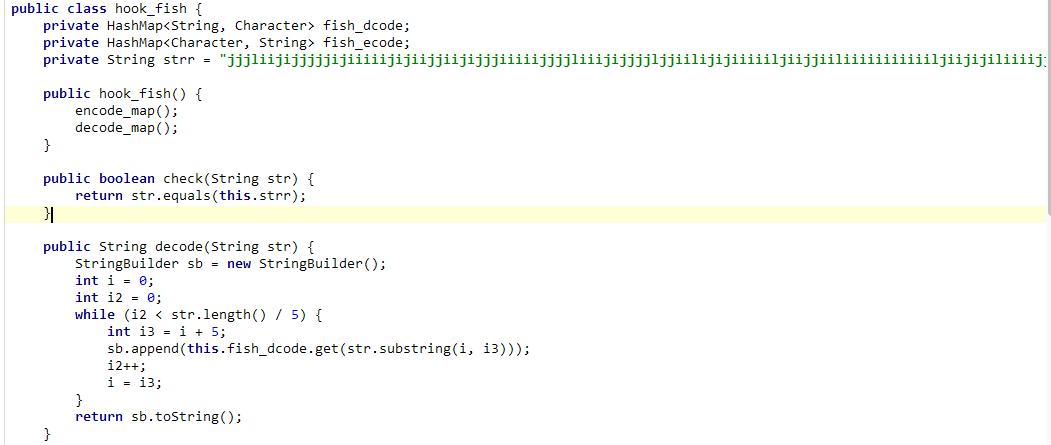 public class hook_fish {
    private HashMap<String, Character> fish_dcode;
    private HashMap<Character, String> fish_ecode;
    private String strr = "jjjliijijjjjjijiiiiijijiijjiijijjjiiiiijjjjliiijijjjjljjiilijijiiiiiljiijjiiliiiiiiiiiiiljiijijiliiiijj
    public hook_fish() {
        encode_map();
        decode_map();
    }
    public boolean check(String str) {
        return str.equals(this.strr);
    }
    public String decode(String str) {
        StringBuilder sb = new StringBuilder();
        int i = 0;
        int i2 = 0;
        while (i2 < str.length() / 5) {
            int i3 = i + 5;
            sb.append(this.fish_dcode.get(str.substring(i, i3)));
            i2++;
            i = i3;
        }
        return sb.toString();
    }